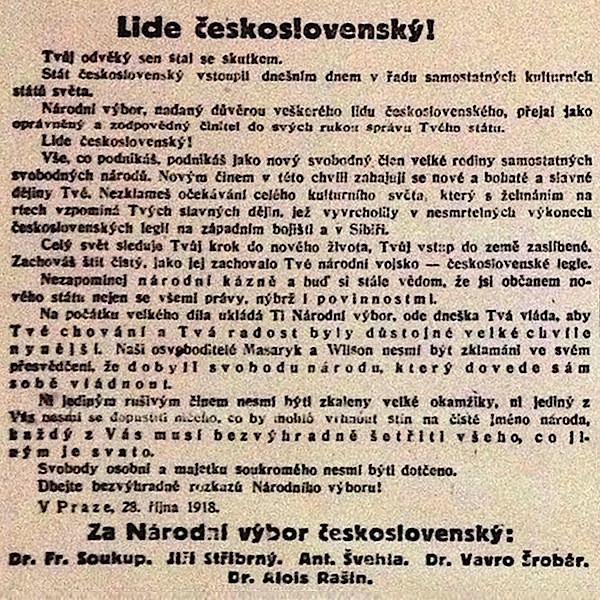 Lide československý!
Tvůj odvěký sen stal se skutkem.
Stát československý vstoupil dnešním dnem v řadu samostatných kulturních
států světa.
Národní výbor, nadaný důvěrou veškerého lidu československého, přejal jako
oprávněný a zodpovědný činitel do svých rukou správu Tvého státu.
Lide československý!
Vše, co podnikáš, podnikáš jako nový svobodný člen velké rodiny samostatných
svobodných národů. Novým činem v této chvíli zahajují se nové a bohaté a slavné
dějiny Tvé. Nezklameš očekávání celého kulturního světa, který s žehnáním na
rtech vzpomíná Tvých slavných dějin, jež vyvrcholily v nesmrtelných výkonech
československých legií na západním bojišti a v Sibiři.
Celý svět sleduje Tvůj krok do nového života, Tvůj vstup do země zaslíbené.
Zachováš štít čistý, jako jej zachovalo Tvé národní vojsko — československé legie.
Nezapomínej národní kázně a buď si stále vědom, že jsi občanem no-
vého státu nejen se všemi právy, nýbrž i povinnostmi.
Na počátku velkého díla ukládá Ti Národní výbor, ode dneška Tvá vláda, aby
Tvé chování a Tvá radost byly důstojné velké chvíle
nynější. Naši osvoboditelé Masaryk a Wilson nesmí být zklamáni ve svém
přesvědčení, že dobyli svobodu národu, který dovede sám
sobě vládnout.
Ni jediným rušivým činem nesmí býti zkaleny velké okamžiky, ni jediný z
Vás nesmí se dopustiti ničeho, co by mohlo vrhnout stín na čisté jméno národa,
každý z Vás musí bezvýhradně šetřiti všeho, co ji-
ným je svato.
Svobody osobní a majetku soukromého nesmí býti dotčeno.
Dbejte bezvýhradně rozkazů Národního výboru!
V Praze, 28. října 1918.
Za Národní výbor československý:
Dr. Fr. Soukup. Jiří Stříbrný. Ant. Švehla. Dr. Vavro Šrobár.
Dr. Alois Rašín.